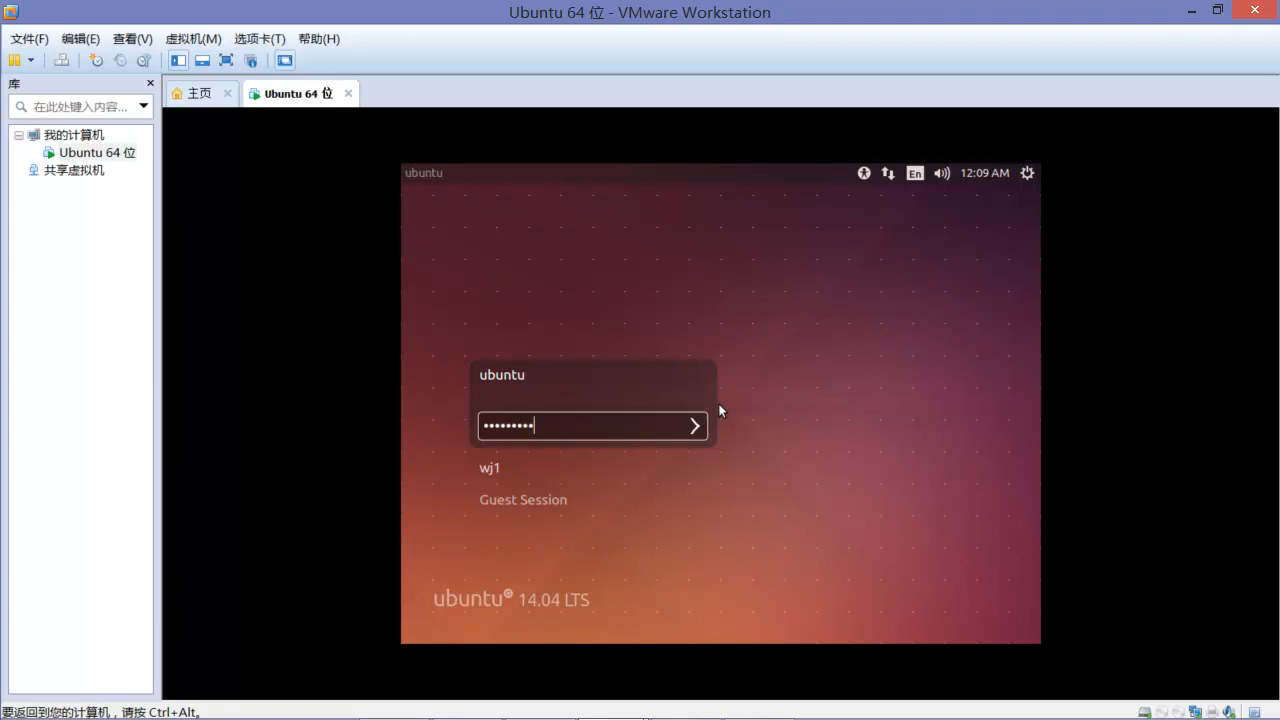 Ubuntu 64 位 - VMware Workstation
文件(F) 编辑(E) 查看(V) 虚拟机(M) 选项卡(T) 帮助(H)
库
主页
Ubuntu 64 位
在此处键入内容...
我的计算机
Ubuntu 64 位
共享虚拟机
ubuntu
En
12:09 AM
ubuntu
wj1
Guest Session
ubuntu® 14.04 LTS
要返回到您的计算机，请按 Ctrl+Alt。